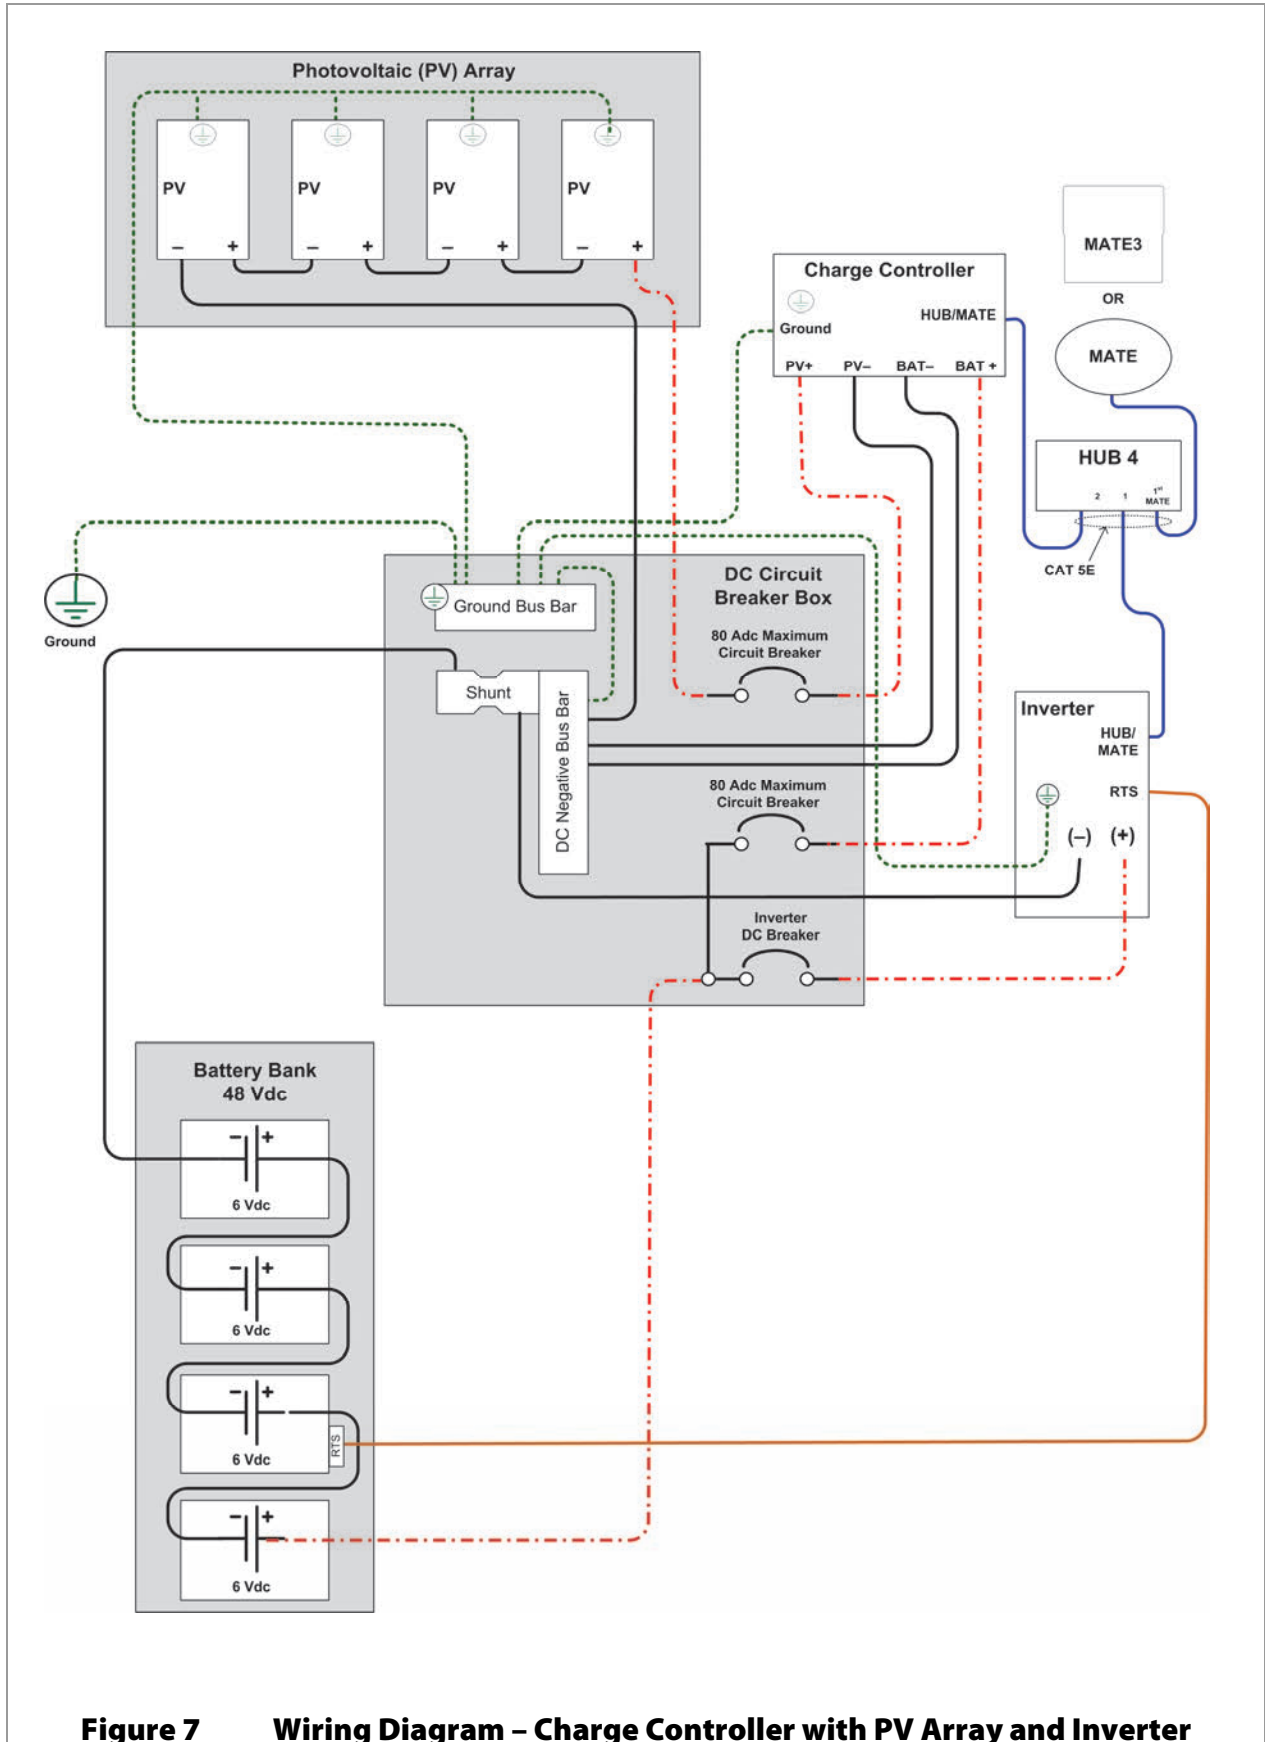 Photovoltaic (PV) Array
PV
PV
PV
PV
– +
– +
– +
– +
Charge Controller
Ground
HUB/MATE
PV+ PV– BAT– BAT +
MATE3
OR
MATE
HUB 4
2 1 1st MATE
CAT 5E
Ground
DC Circuit
Breaker Box
Ground Bus Bar
80 Adc Maximum
Circuit Breaker
Shunt
DC Negative Bus Bar
80 Adc Maximum
Circuit Breaker
Inverter
DC Breaker
Inverter
HUB/
MATE
RTS
(–) (+)
Battery Bank
48 Vdc
– +
6 Vdc
– +
6 Vdc
– +
6 Vdc
RTS
– +
6 Vdc
Figure 7 Wiring Diagram – Charge Controller with PV Array and Inverter